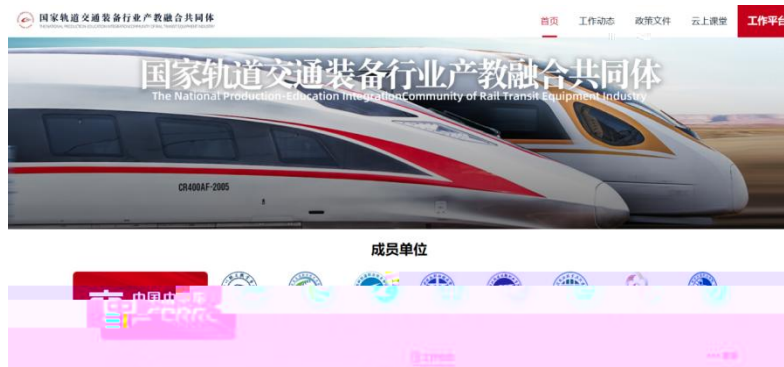 国家轨道交通装备行业产教融合共同体
首页 工作动态 政策文件 云上课堂 工作平台
国家轨道交通装备行业产教融合共同体
The National Production-Education IntegrationCommunity of Rail Transit Equipment Industry
CR400AF-2005
成员单位